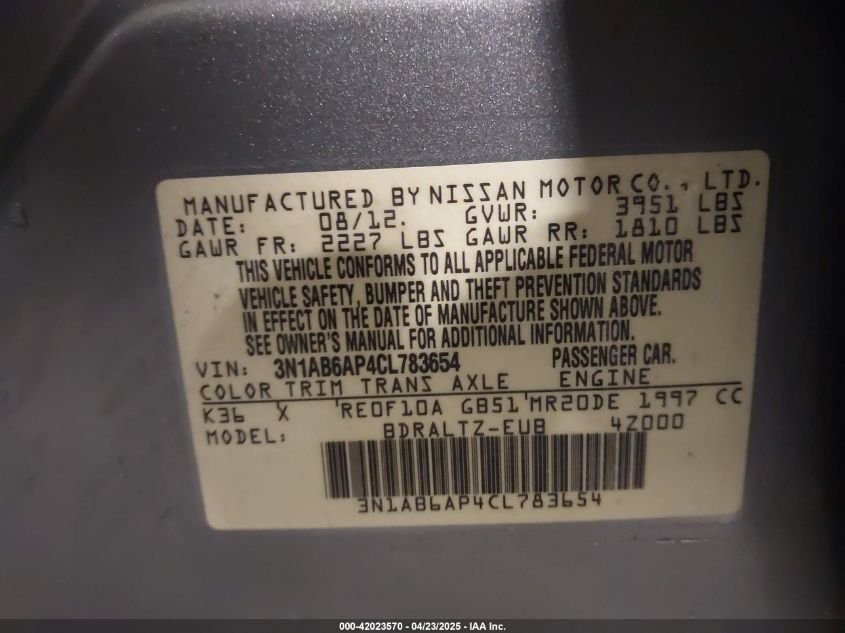 MANUFACTURED BY NISSAN MOTOR CO., LTD.
DATE: 08/12. GVWR: 3951 LBS
GAWR FR: 2227 LBS GAWR RR: 1810 LBS
THIS VEHICLE CONFORMS TO ALL APPLICABLE FEDERAL MOTOR
VEHICLE SAFETY, BUMPER AND THEFT PREVENTION STANDARDS
IN EFFECT ON THE DATE OF MANUFACTURE SHOWN ABOVE.
SEE OWNER'S MANUAL FOR ADDITIONAL INFORMATION.
VIN: 3N1AB6AP4CL783654 PASSENGER CAR.
COLOR TRIM TRANS AXLE ENGINE
K36 X RE0F10A GB51 MR20DE 1997 CC
MODEL: BDRALTZ-EUB 4Z000
3N1AB6AP4CL783654
000-42023570 - 04/23/2025 - IAA Inc.